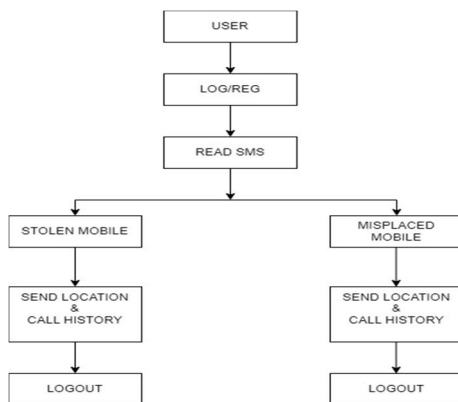 USER
LOG/REG
READ SMS
STOLEN MOBILE
MISPLACED
MOBILE
SEND LOCATION
&
CALL HISTORY
SEND LOCATION
&
CALL HISTORY
LOGOUT
LOGOUT